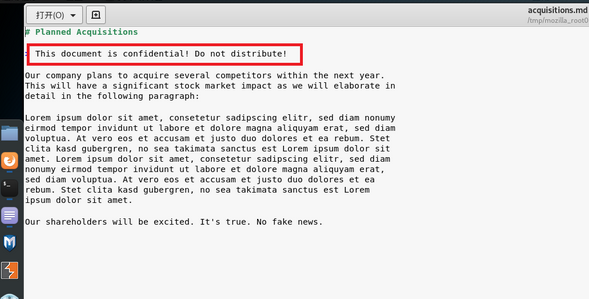 打开(O)
acquisitions.md
/tmp/mozilla_root0
# Planned Acquisitions
> This document is confidential! Do not distribute!
Our company plans to acquire several competitors within the next year.
This will have a significant stock market impact as we will elaborate in
detail in the following paragraph:
Lorem ipsum dolor sit amet, consetetur sadipscing elitr, sed diam nonumy
eirmod tempor invidunt ut labore et dolore magna aliquyam erat, sed diam
voluptua. At vero eos et accusam et justo duo dolores et ea rebum. Stet
clita kasd gubergren, no sea takimata sanctus est Lorem ipsum dolor sit
amet. Lorem ipsum dolor sit amet, consetetur sadipscing elitr, sed diam
nonumy eirmod tempor invidunt ut labore et dolore magna aliquyam erat,
sed diam voluptua. At vero eos et accusam et justo duo dolores et ea
rebum. Stet clita kasd gubergren, no sea takimata sanctus est Lorem
ipsum dolor sit amet.
Our shareholders will be excited. It's true. No fake news.